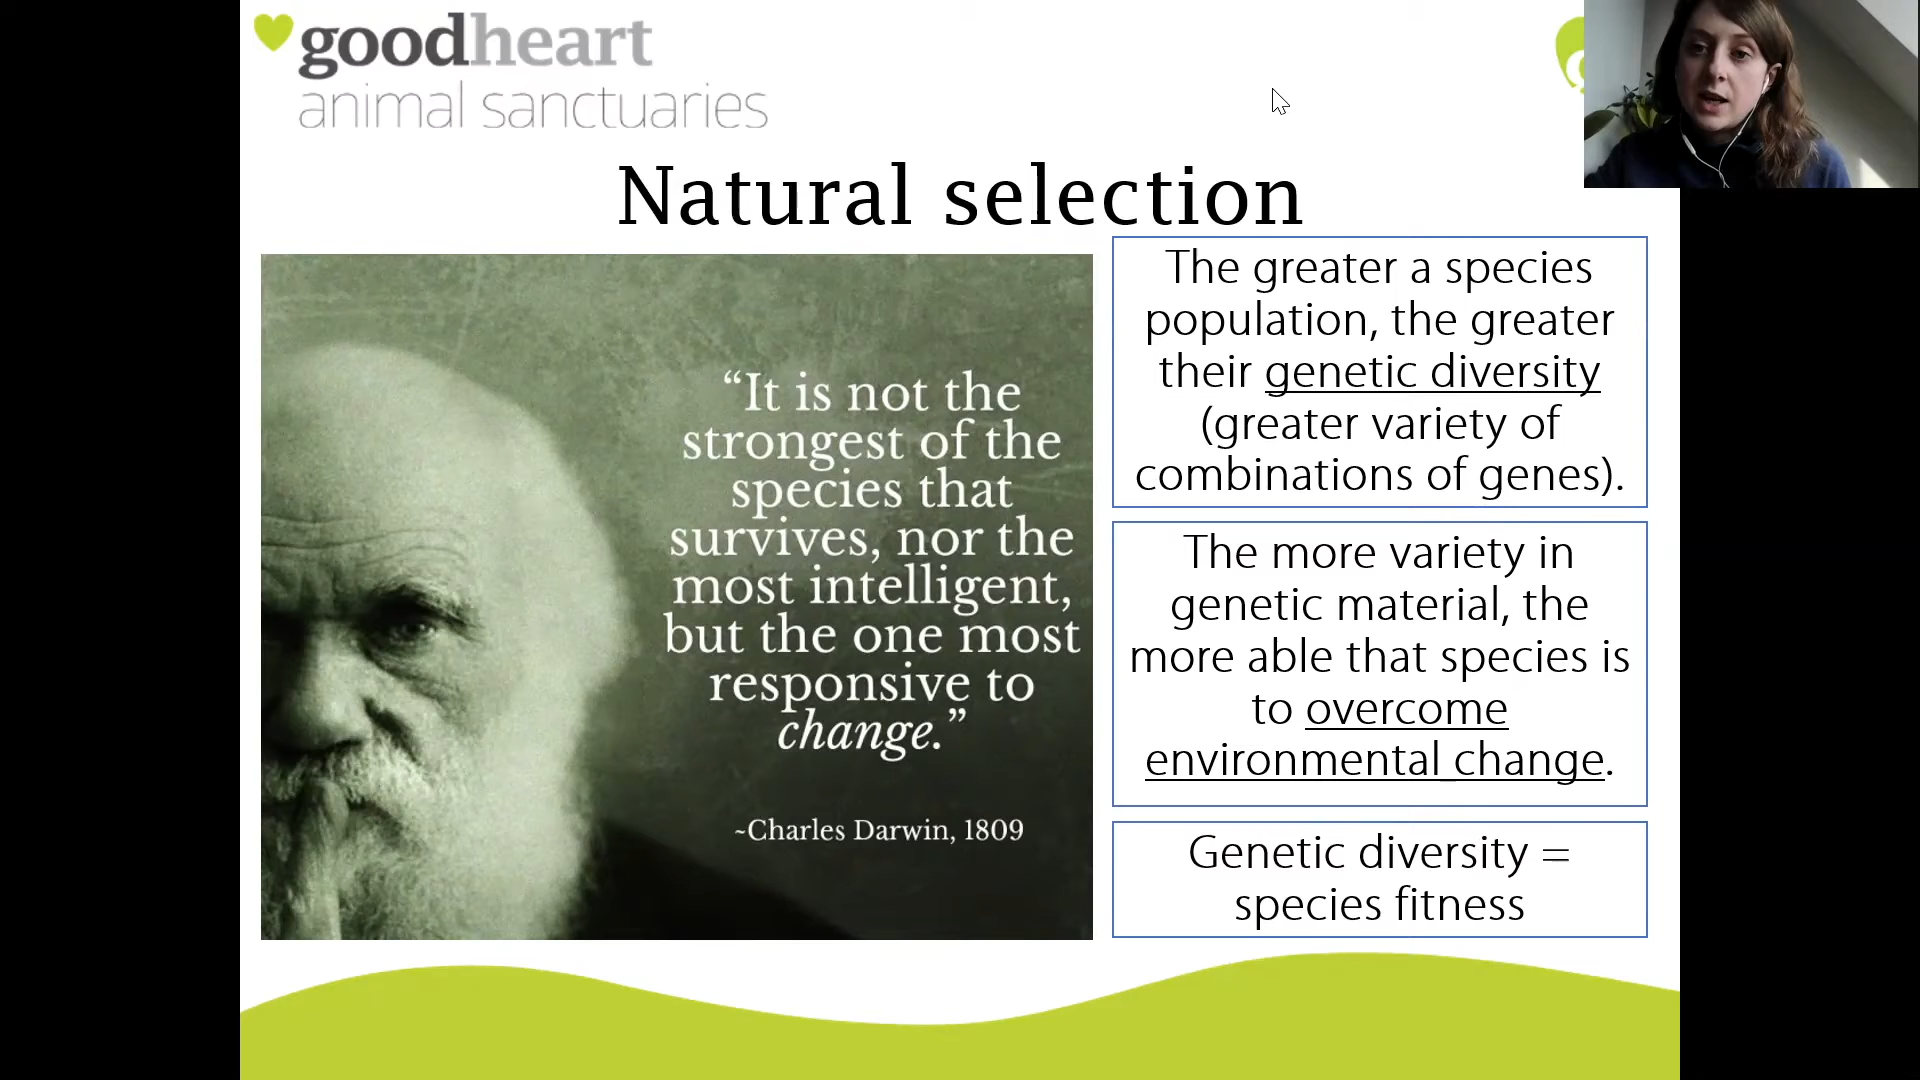 goodheart
animal sanctuaries
Natural selection
“It is not the
strongest of the
species that
survives, nor the
most intelligent,
but the one most
responsive to
change.”
~Charles Darwin, 1809
The greater a species
population, the greater
their genetic diversity
(greater variety of
combinations of genes).
The more variety in
genetic material, the
more able that species is
to overcome
environmental change.
Genetic diversity =
species fitness